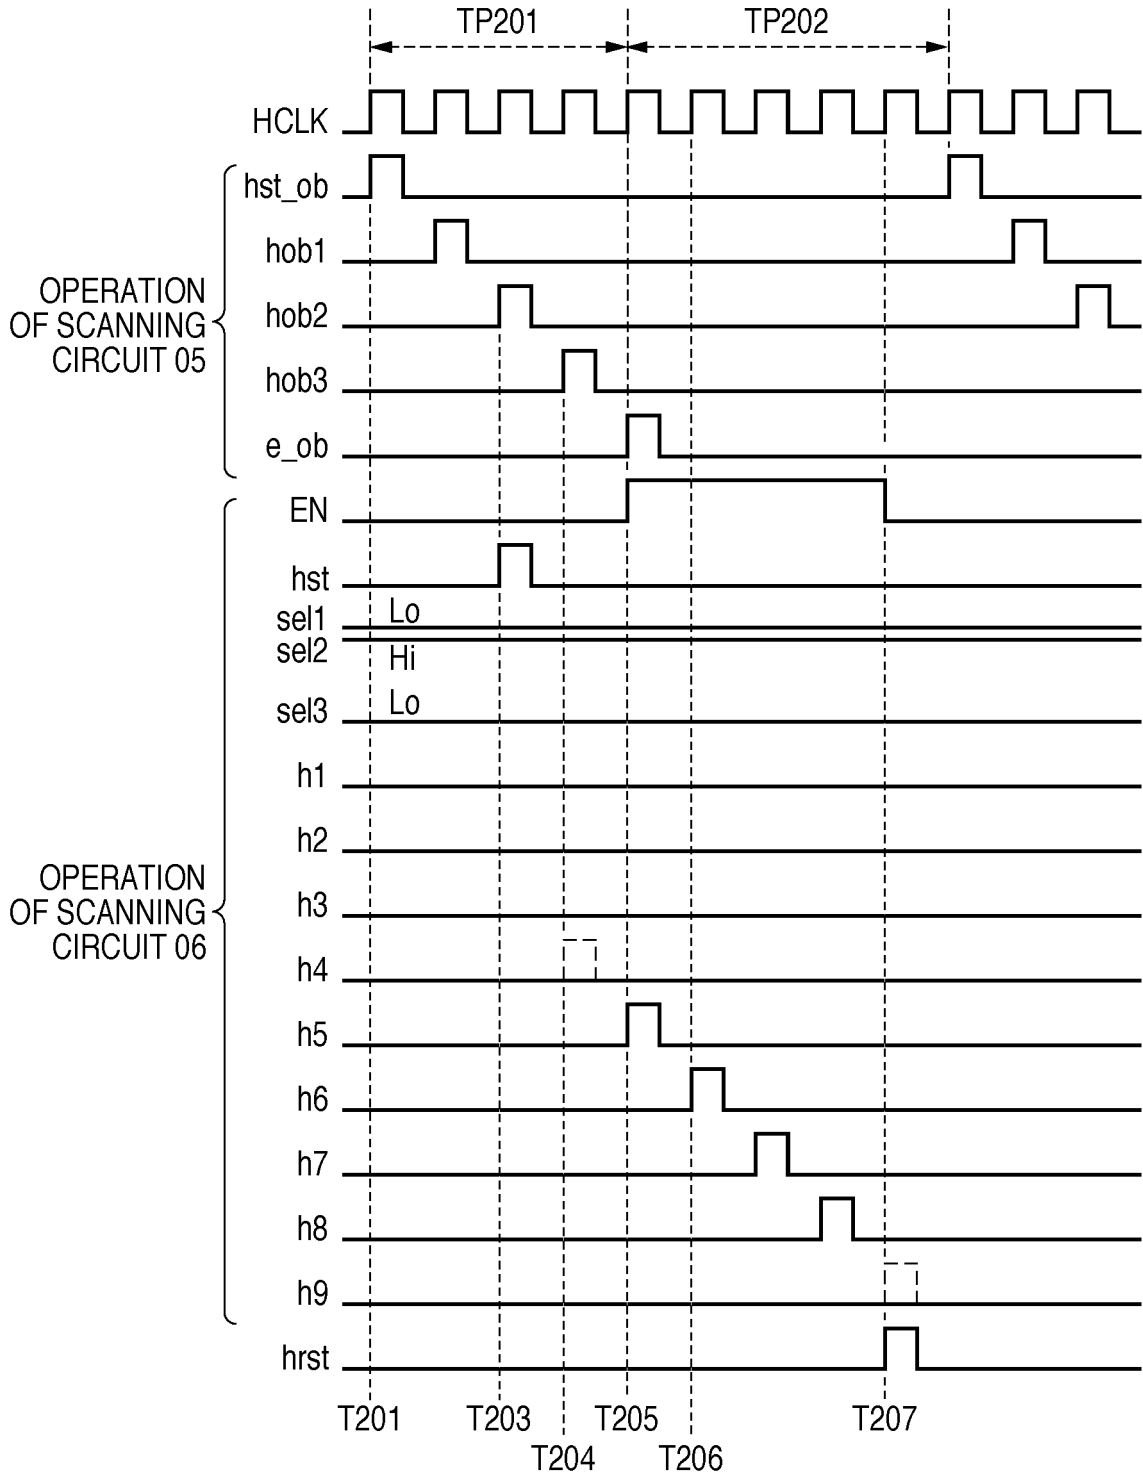 TP201
TP202
HCLK
hst_ob
hob1
OPERATION
OF SCANNING
CIRCUIT 05
hob2
hob3
e_ob
EN
hst
sel1
Lo
sel2
Hi
sel3
Lo
h1
h2
OPERATION
OF SCANNING
CIRCUIT 06
h3
h4
h5
h6
h7
h8
h9
hrst
T201
T203
T205
T207
T204
T206